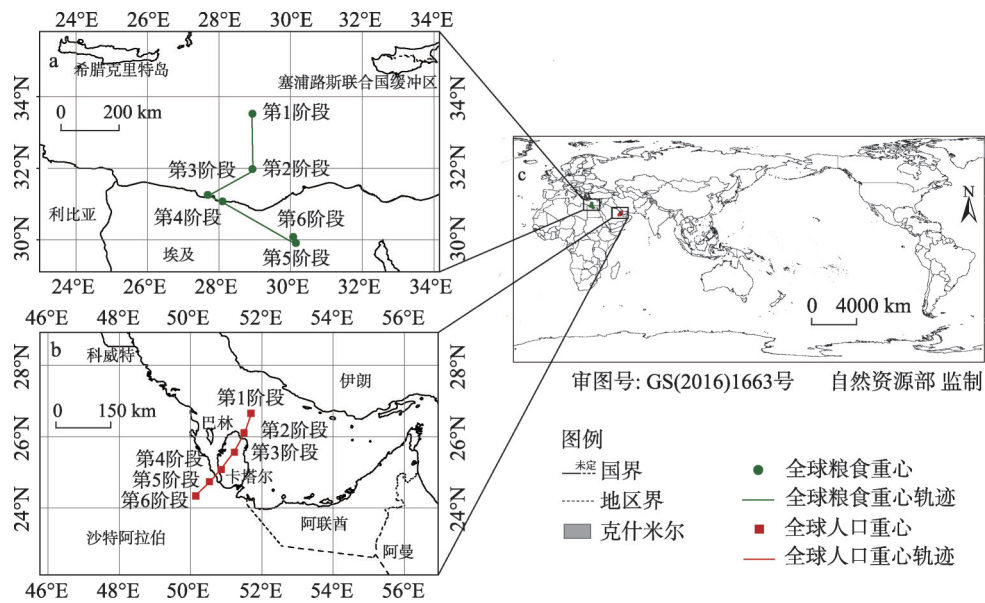 24°E 26°E 28°E 30°E 32°E 34°E
a
希腊克里特岛
塞浦路斯联合国缓冲区
34°N
32°N
30°N
34°N
32°N
30°N
0 200 km
第1阶段
第2阶段
第3阶段
第4阶段
第6阶段
第5阶段
利比亚
埃及
24°E 26°E 28°E 30°E 32°E 34°E
46°E 48°E 50°E 52°E 54°E 56°E
b
科威特
伊朗
28°N
26°N
24°N
28°N
26°N
24°N
0 150 km
第1阶段
巴林
第2阶段
第3阶段
第4阶段
第5阶段
卡塔尔
第6阶段
沙特阿拉伯
阿联酋
阿曼
46°E 48°E 50°E 52°E 54°E 56°E
c
N
0 4000 km
审图号: GS(2016)1663号 自然资源部 监制
图例
未定 国界
地区界
克什米尔
全球粮食重心
全球粮食重心轨迹
全球人口重心
全球人口重心轨迹